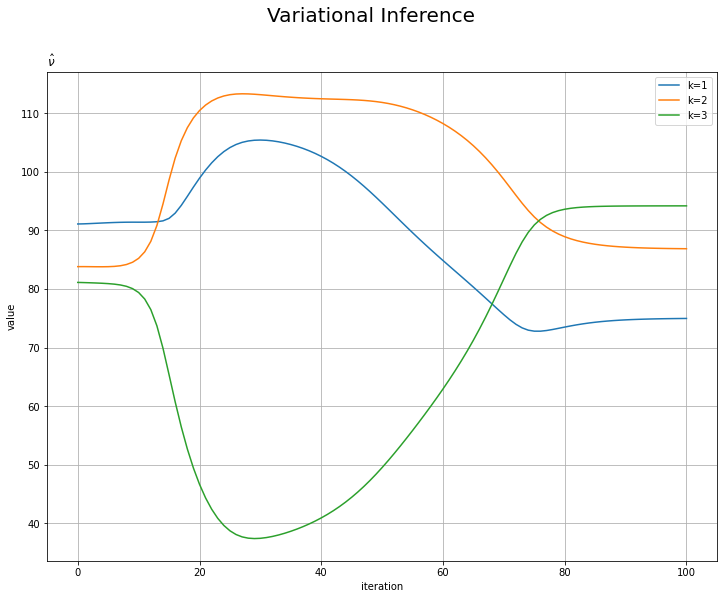 Variational Inference
ν̂
k=1
k=2
k=3
110
100
90
80
70
60
50
40
value
0 20 40 60 80 100
iteration